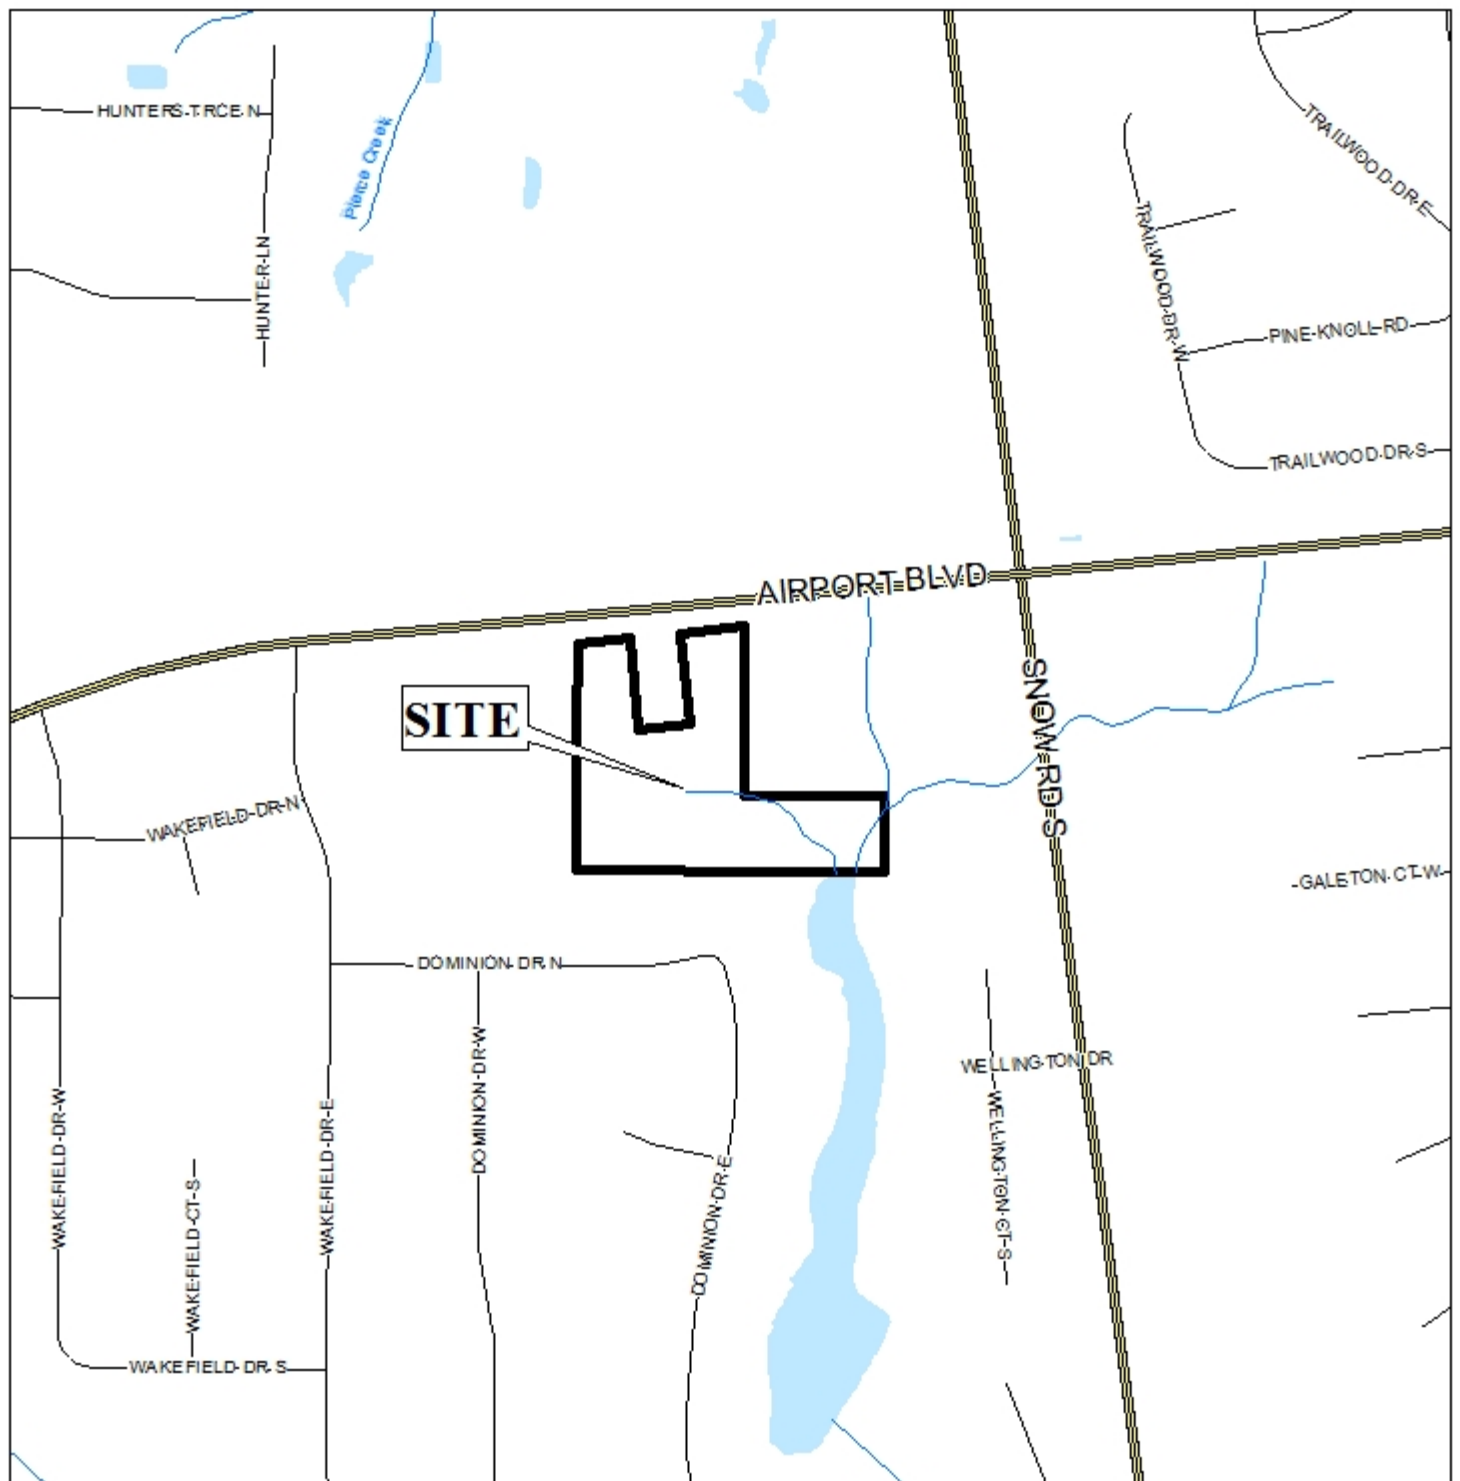 HUNTERS TRCE N
Pierce Creek
HUNTER LN
TRAILWOOD DR E
TRAILWOOD DR W
PINE KNOLL RD
TRAILWOOD DR S
AIRPORT BLVD
SNOW RD S
SITE
WAKEFIELD DR N
GALETON CT W
DOMINION DR N
DOMINION DR W
WELLINGTON DR
WELLINGTON CT S
WAKEFIELD DR W
WAKEFIELD CT S
WAKEFIELD DR E
DOMINION DR E
WAKEFIELD DR S